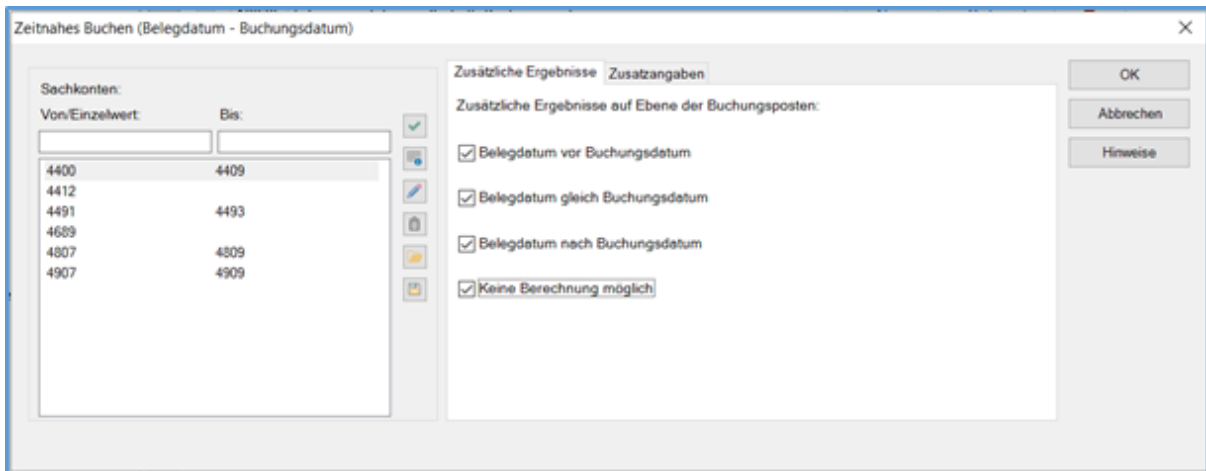 Zeitnahes Buchen (Belegdatum - Buchungsdatum)
Sachkonten:
Von/Einzelwert: Bis:
4400 4409
4412
4491 4493
4689
4807 4809
4907 4909
Zusätzliche Ergebnisse Zusatzangaben
Zusätzliche Ergebnisse auf Ebene der Buchungsposten:
Belegdatum vor Buchungsdatum
Belegdatum gleich Buchungsdatum
Belegdatum nach Buchungsdatum
Keine Berechnung möglich
OK
Abbrechen
Hinweise